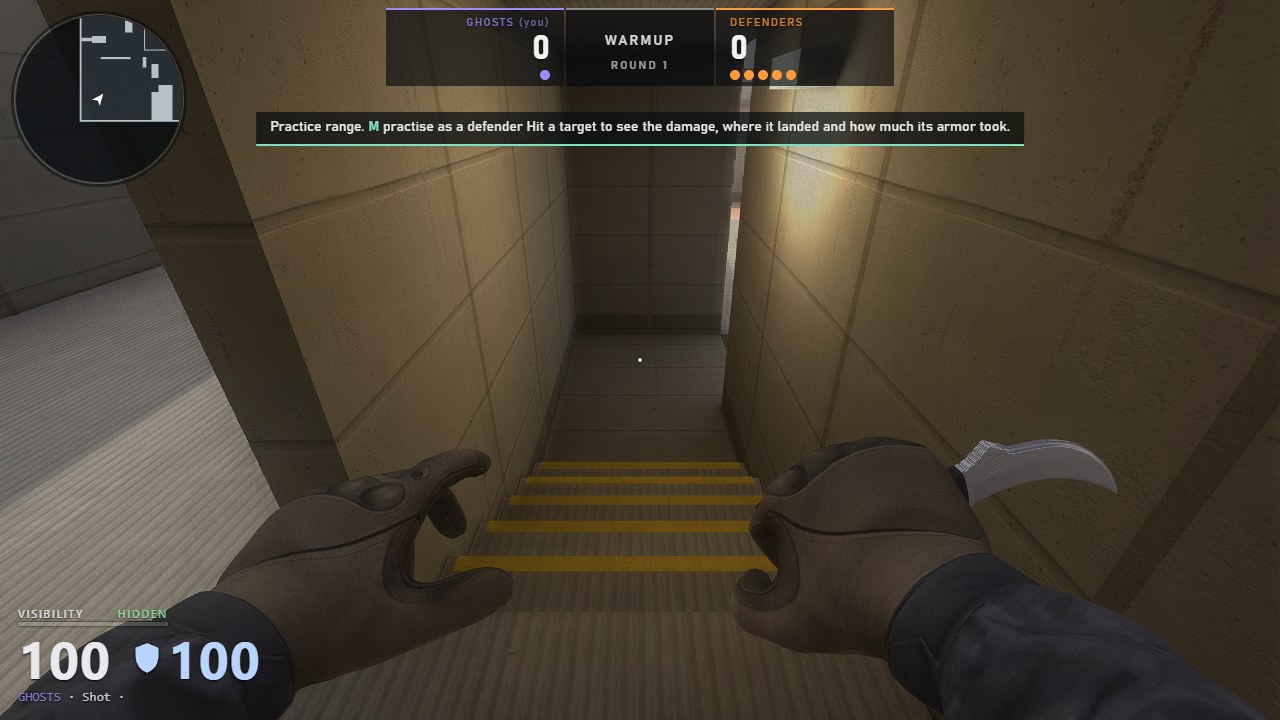 GHOSTS (you)
0
WARMUP
ROUND 1
DEFENDERS
0
Practice range. M practise as a defender Hit a target to see the damage, where it landed and how much its armor took.
VISIBILITY HIDDEN
100 100
GHOSTS · Shot ·